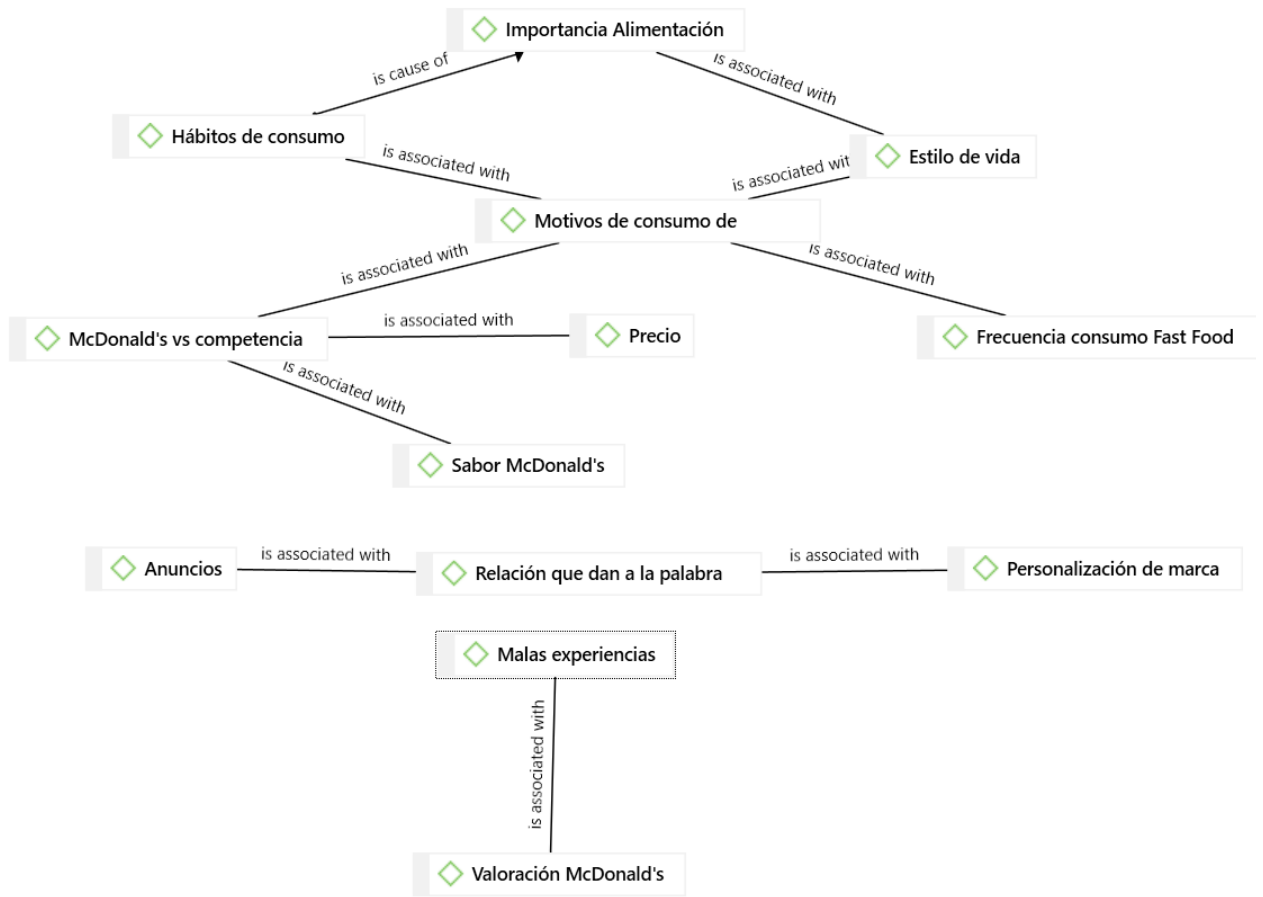 Importancia Alimentación
is cause of
is associated with
Hábitos de consumo
is associated with
Estilo de vida
is associated wit
Motivos de consumo de
is associated with
is associated with
McDonald's vs competencia
is associated with
Precio
Frecuencia consumo Fast Food
is associated with
Sabor McDonald's
Anuncios
is associated with
Relación que dan a la palabra
is associated with
Personalización de marca
Malas experiencias
is associated with
Valoración McDonald's